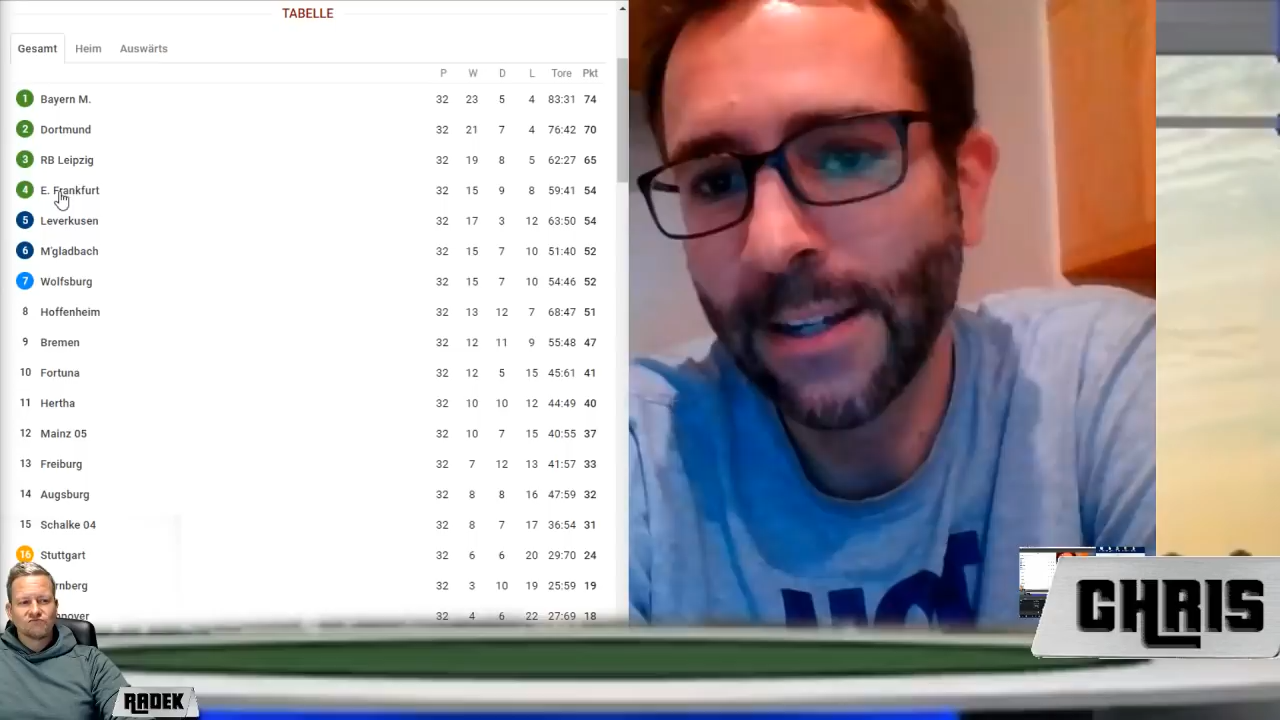 TABELLE
Gesamt Heim Auswärts
P W D L Tore Pkt
1 Bayern M. 32 23 5 4 83:31 74
2 Dortmund 32 21 7 4 76:42 70
3 RB Leipzig 32 19 8 5 62:27 65
4 E. Frankfurt 32 15 9 8 59:41 54
5 Leverkusen 32 17 3 12 63:50 54
6 M'gladbach 32 15 7 10 51:40 52
7 Wolfsburg 32 15 7 10 54:46 52
8 Hoffenheim 32 13 12 7 68:47 51
9 Bremen 32 12 11 9 55:48 47
10 Fortuna 32 12 5 15 45:61 41
11 Hertha 32 10 10 12 44:49 40
12 Mainz 05 32 10 7 15 40:55 37
13 Freiburg 32 7 12 13 41:57 33
14 Augsburg 32 8 8 16 47:59 32
15 Schalke 04 32 8 7 17 36:54 31
16 Stuttgart 32 6 6 20 29:70 24
rnberg 32 3 10 19 25:59 19
nover 32 4 6 22 27:69 18
CHRIS
RADEK